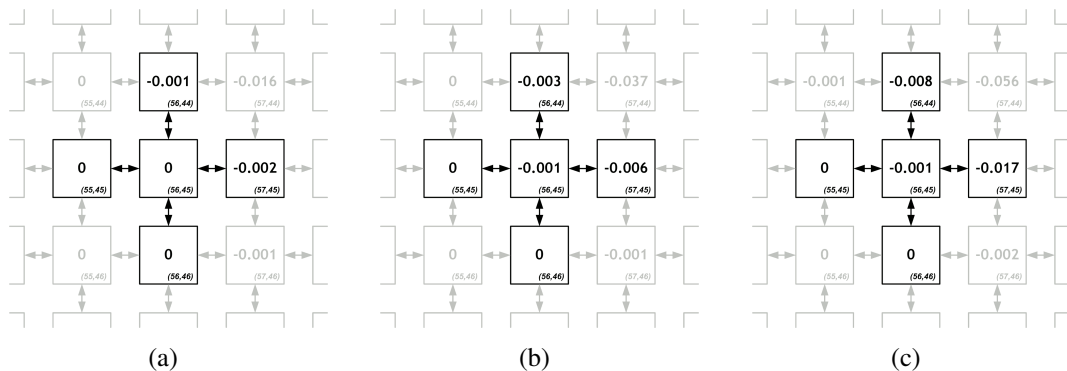 0 -0.001 -0.016 0 -0.003 -0.037 -0.001 -0.008 -0.056
(55,44) (56,44) (57,44) (55,44) (56,44) (57,44) (55,44) (56,44) (57,44)
0 0 -0.002 0 -0.001 -0.006 0 -0.001 -0.017
(55,45) (56,45) (57,45) (55,45) (56,45) (57,45) (55,45) (56,45) (57,45)
0 0 -0.001 0 0 -0.001 0 0 -0.002
(55,46) (56,46) (57,46) (55,46) (56,46) (57,46) (55,46) (56,46) (57,46)
(a) (b) (c)